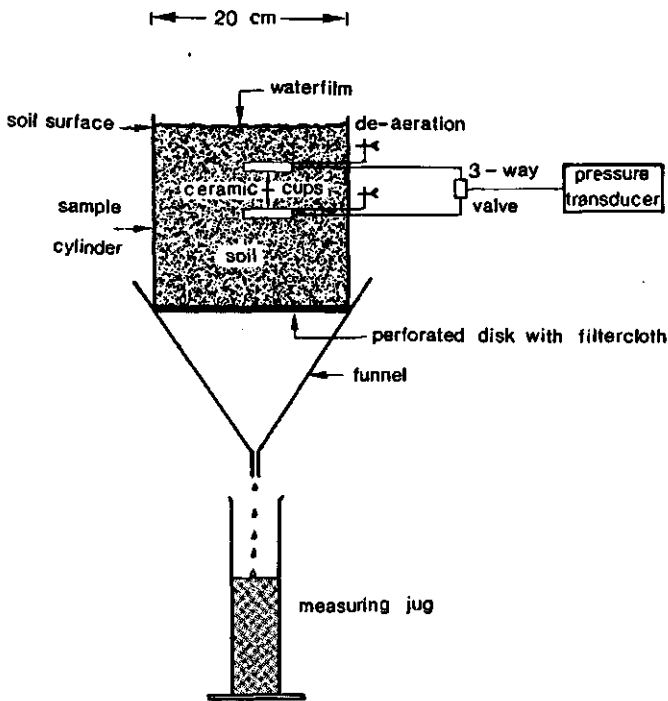 20 cm
waterfilm
soil surface
de-aeration
3-way
valve
pressure
transducer
ceramic cups
sample
cylinder
soil
perforated disk with filtercloth
funnel
measuring jug